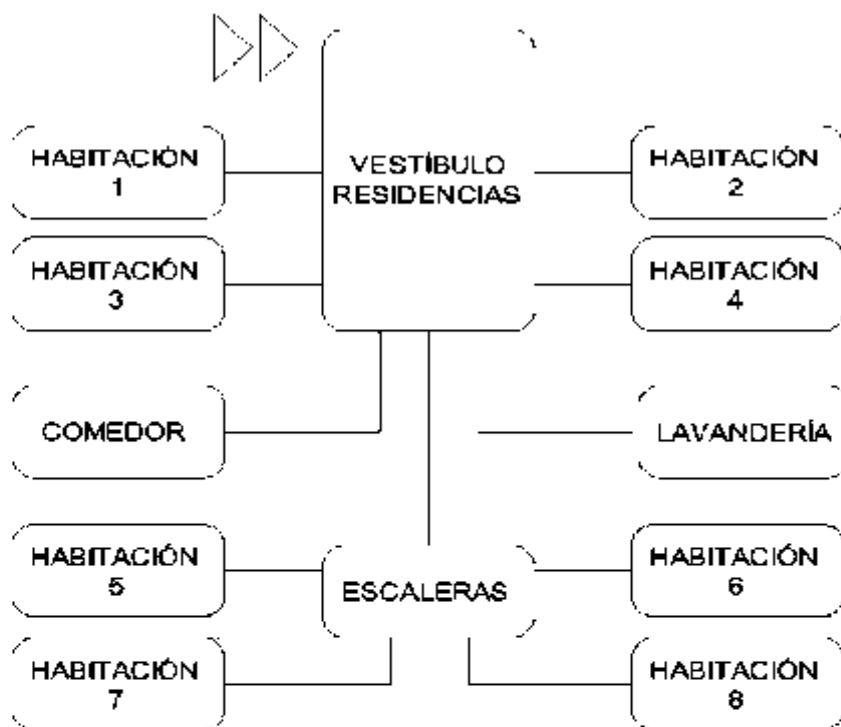 HABITACIÓN
1
VESTÍBULO
RESIDENCIAS
HABITACIÓN
2
HABITACIÓN
3
HABITACIÓN
4
COMEDOR
LAVANDERÍA
HABITACIÓN
5
ESCALERAS
HABITACIÓN
6
HABITACIÓN
7
HABITACIÓN
8